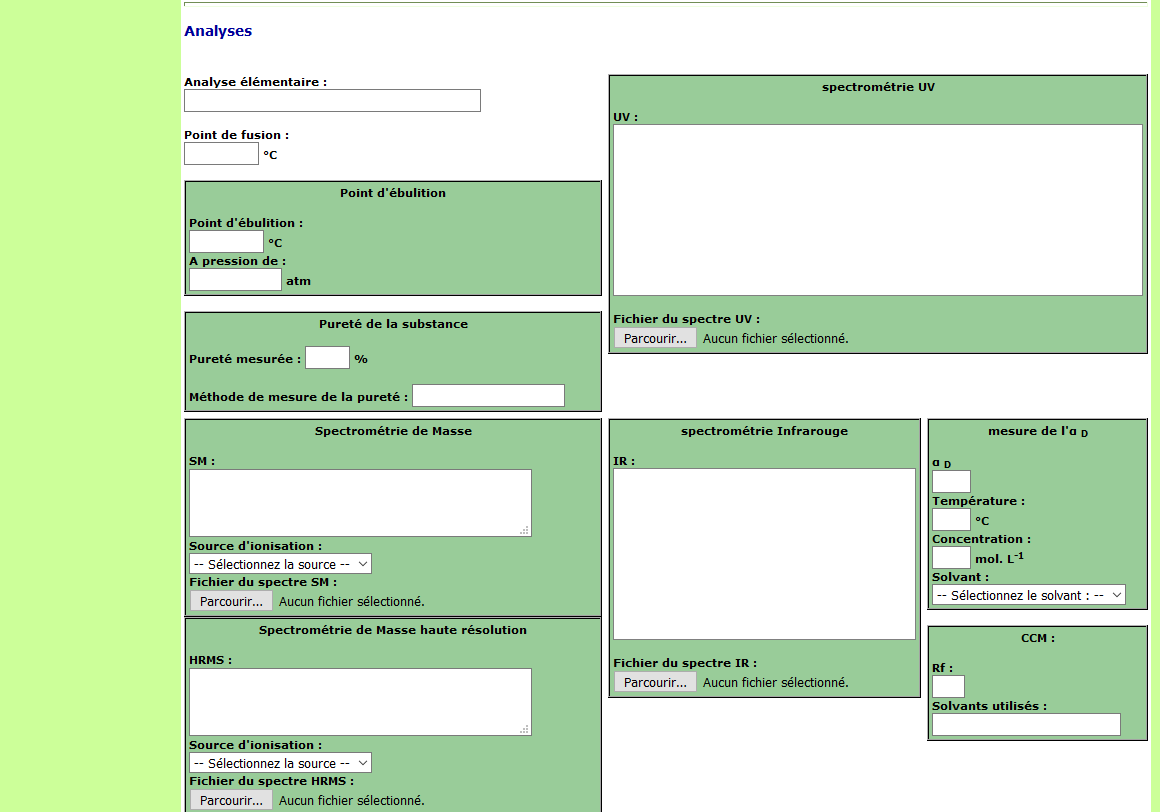 Analyses
Analyse élémentaire :
Point de fusion :
°C
Point d'ébulition
Point d'ébulition :
°C
A pression de :
atm
Pureté de la substance
Pureté mesurée : %
Méthode de mesure de la pureté :
spectrométrie UV
UV :
Fichier du spectre UV :
Parcourir... Aucun fichier sélectionné.
Spectrométrie de Masse
SM :
Source d'ionisation :
-- Sélectionnez la source --
Fichier du spectre SM :
Parcourir... Aucun fichier sélectionné.
Spectrométrie de Masse haute résolution
HRMS :
Source d'ionisation :
-- Sélectionnez la source --
Fichier du spectre HRMS :
Parcourir... Aucun fichier sélectionné.
spectrométrie Infrarouge
IR :
Fichier du spectre IR :
Parcourir... Aucun fichier sélectionné.
mesure de l'α D
α D
Température :
°C
Concentration :
mol. L-1
Solvant :
-- Sélectionnez le solvant : --
CCM :
Rf :
Solvants utilisés :